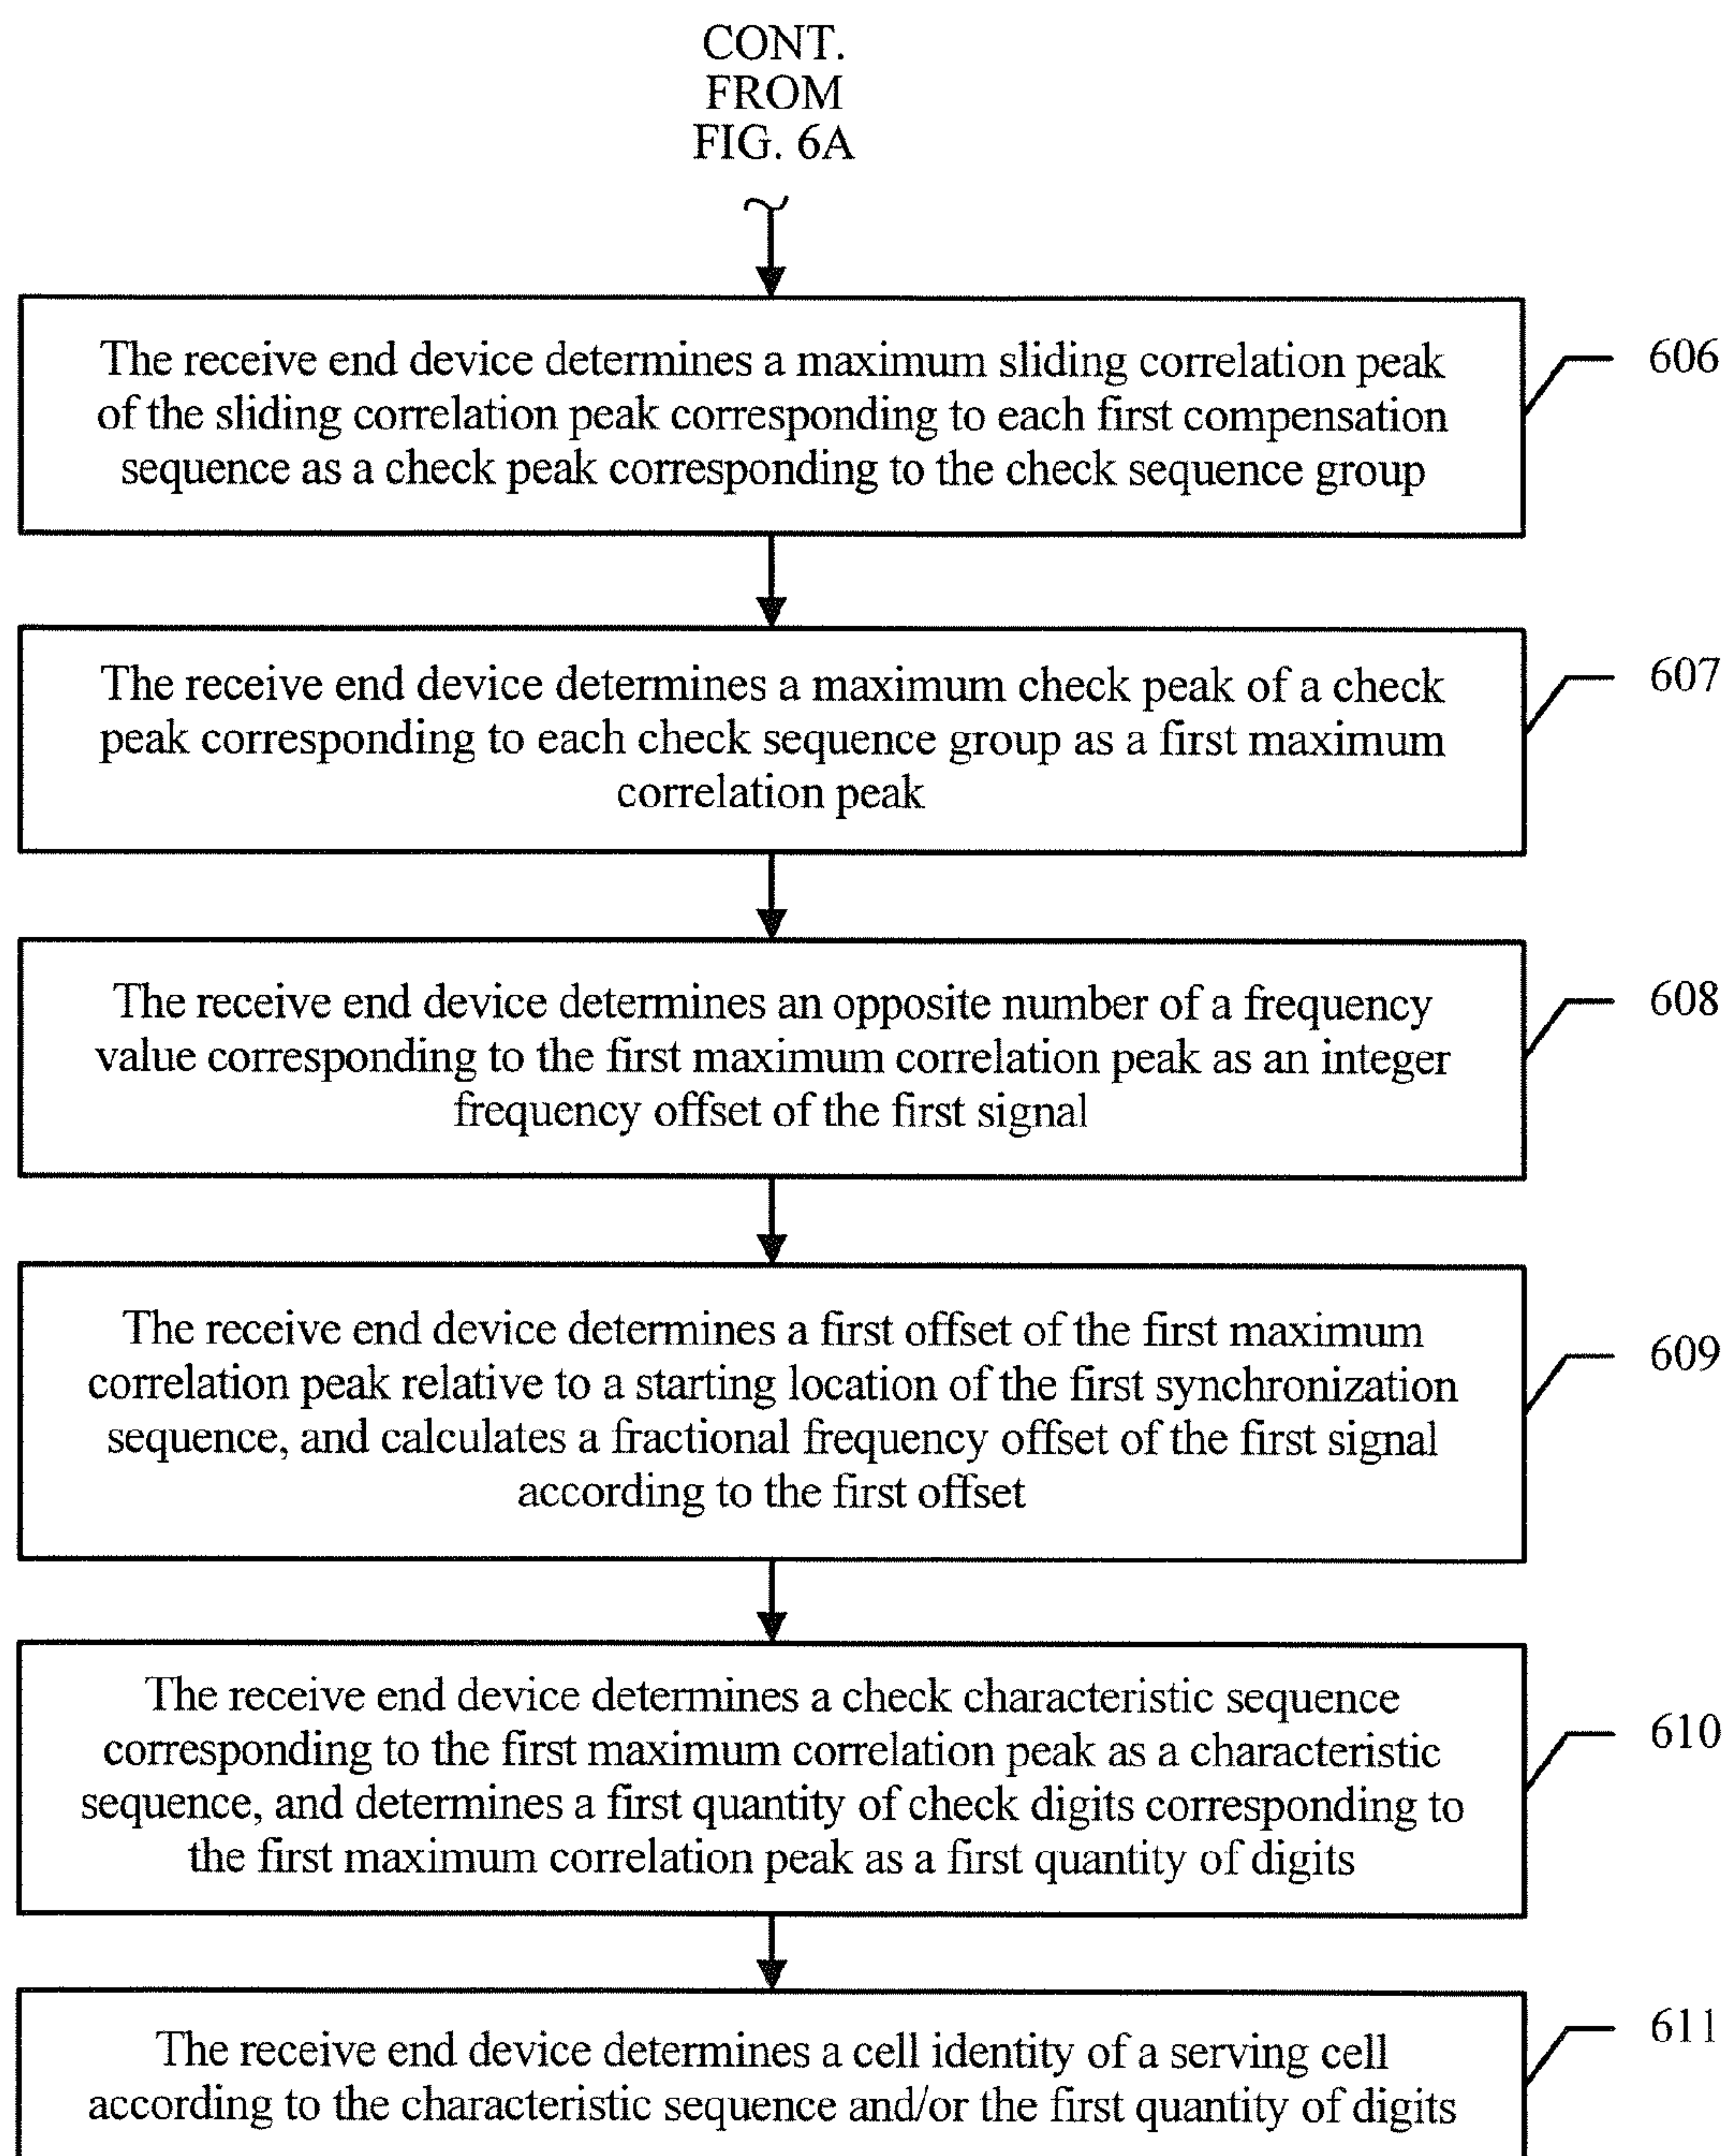 CONT.
FROM
FIG. 6A
The receive end device determines a maximum sliding correlation peak
of the sliding correlation peak corresponding to each first compensation
sequence as a check peak corresponding to the check sequence group
606
The receive end device determines a maximum check peak of a check
peak corresponding to each check sequence group as a first maximum
correlation peak
607
The receive end device determines an opposite number of a frequency
value corresponding to the first maximum correlation peak as an integer
frequency offset of the first signal
608
The receive end device determines a first offset of the first maximum
correlation peak relative to a starting location of the first synchronization
sequence, and calculates a fractional frequency offset of the first signal
according to the first offset
609
The receive end device determines a check characteristic sequence
corresponding to the first maximum correlation peak as a characteristic
sequence, and determines a first quantity of check digits corresponding to
the first maximum correlation peak as a first quantity of digits
610
The receive end device determines a cell identity of a serving cell
according to the characteristic sequence and/or the first quantity of digits
611